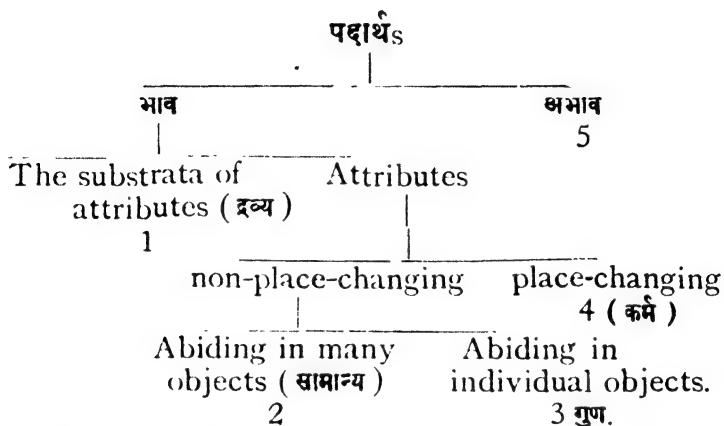 पदार्थs
भाव अभाव
5
The substrata of Attributes
attributes ( द्रव्य )
1
non-place-changing place-changing
4 ( कर्म )
Abiding in many Abiding in
objects ( सामान्य ) individual objects.
2 3 गुण.